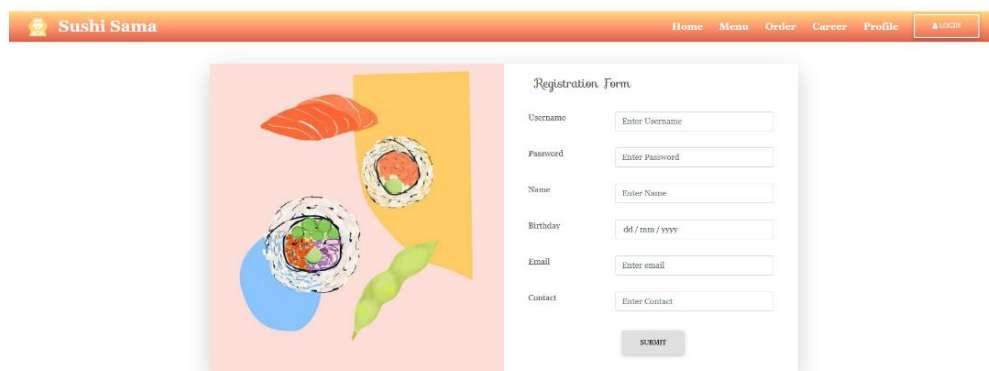 Sushi Sama
Home Menu Order Career Profile LOGIN
Registration Form
Username Enter Username
Password Enter Password
Name Enter Name
Birthday dd / mm / yyyy
Email Enter email
Contact Enter Contact
SUBMIT